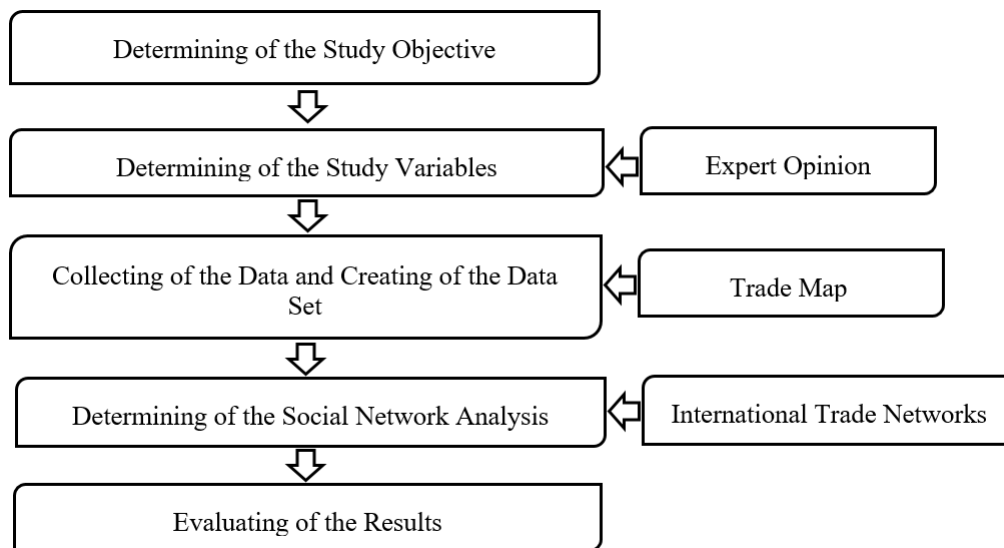 Determining of the Study Objective
Determining of the Study Variables
Expert Opinion
Collecting of the Data and Creating of the Data
Set
Trade Map
Determining of the Social Network Analysis
International Trade Networks
Evaluating of the Results